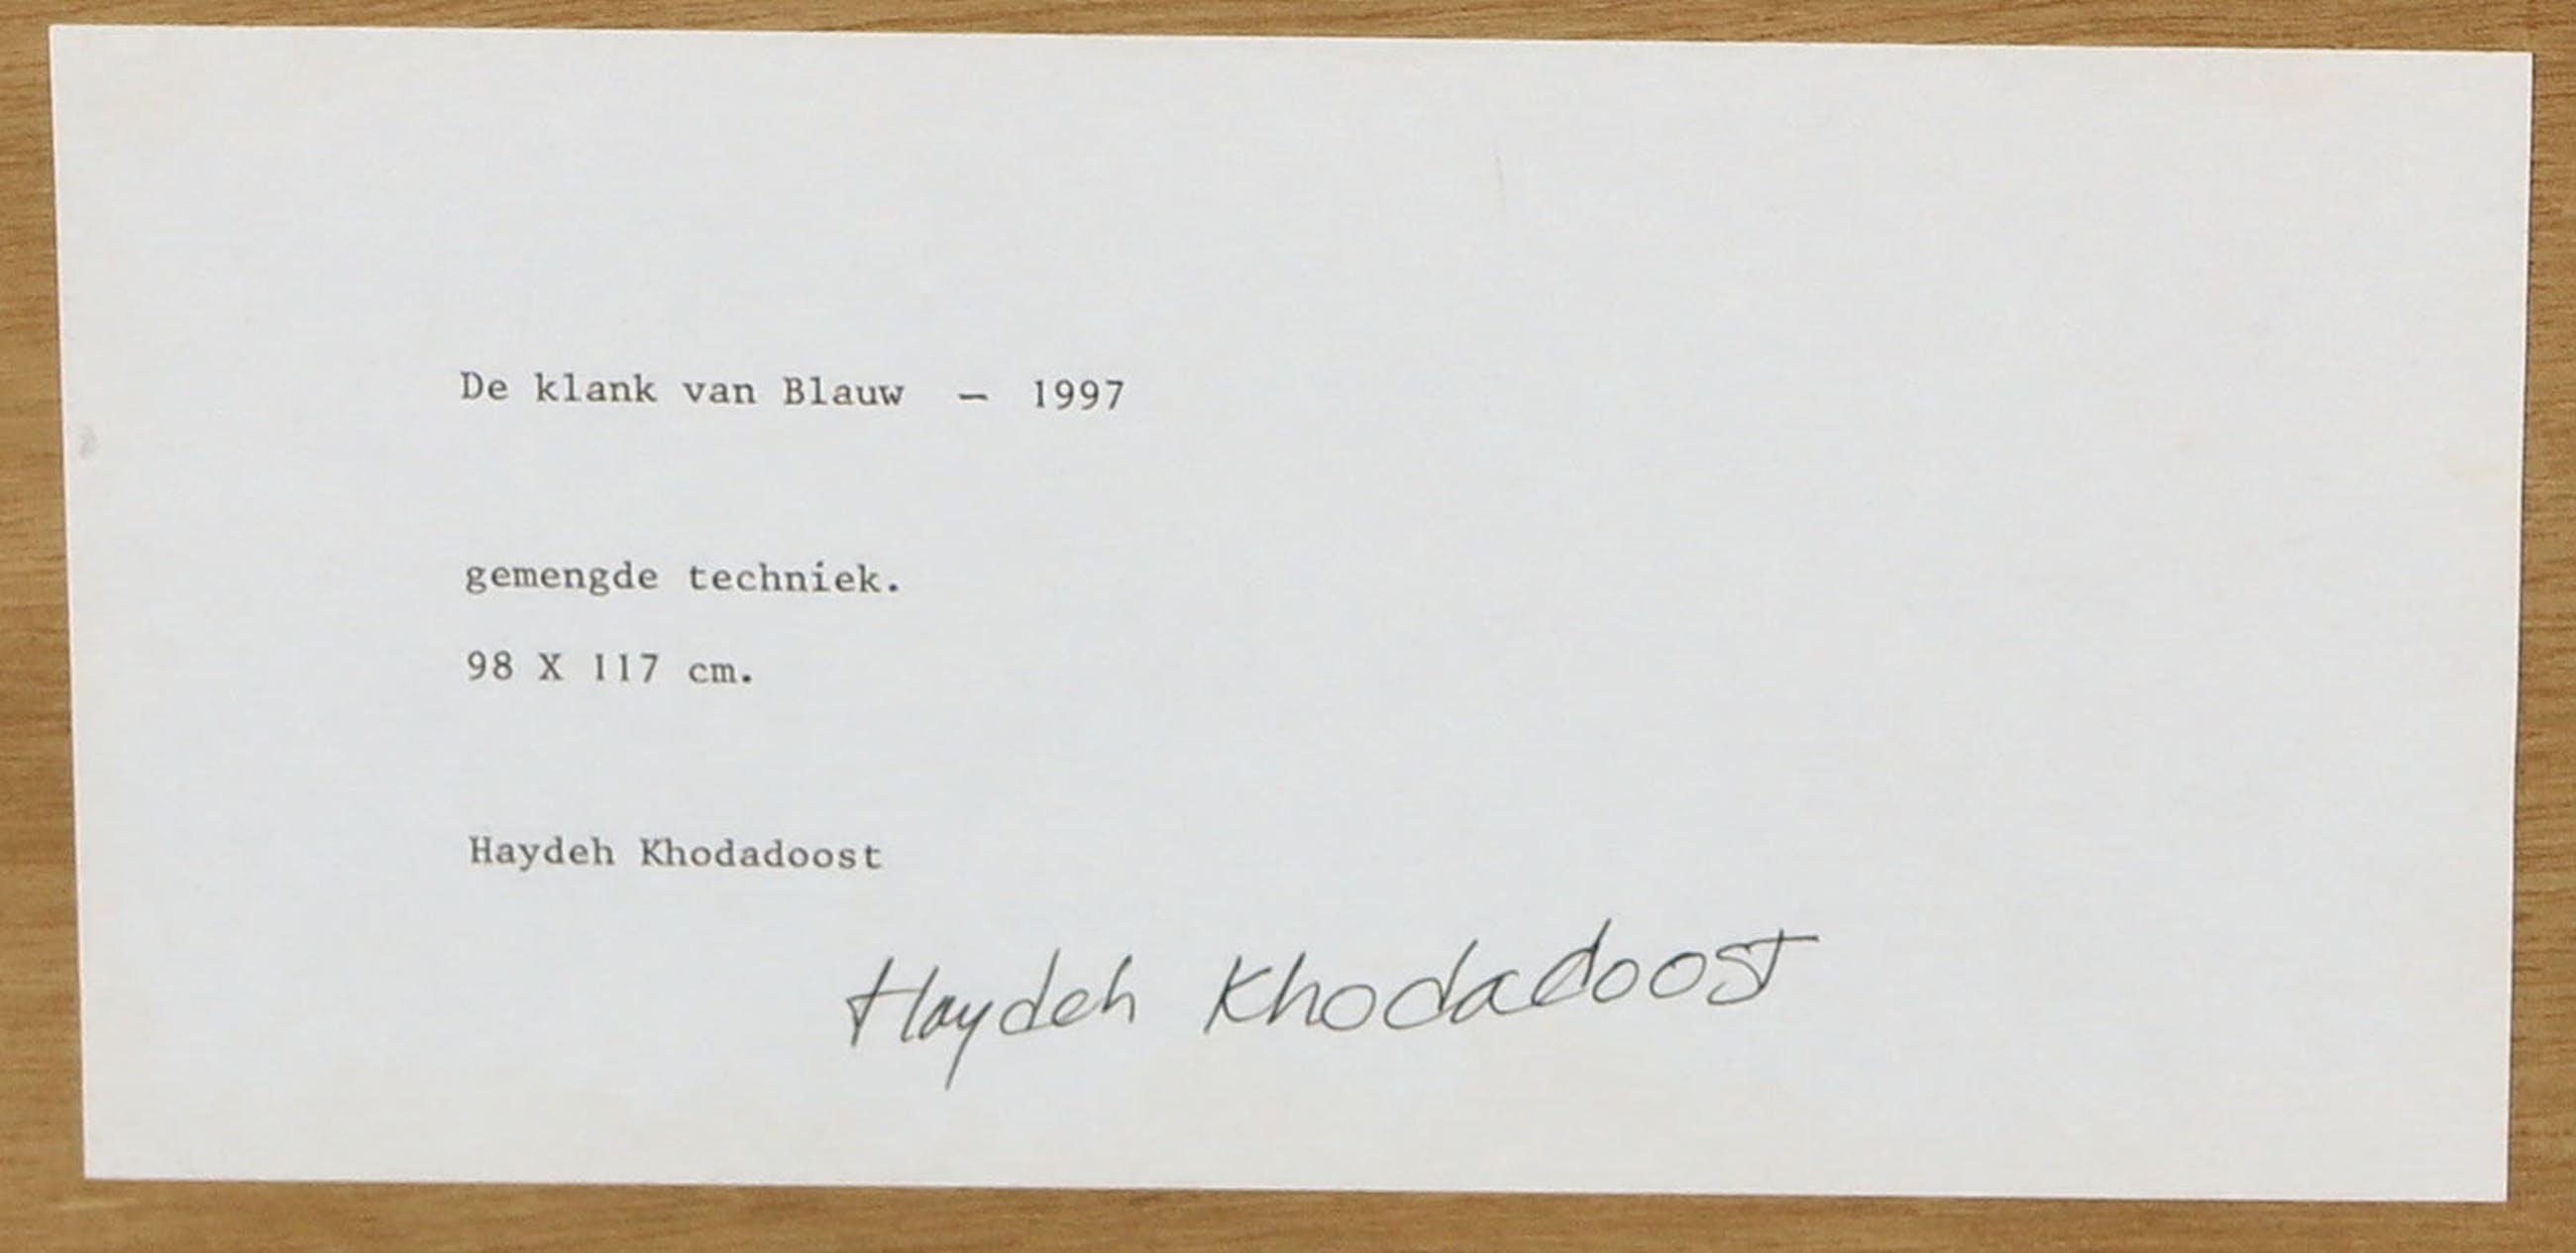 De klank van Blauw - 1997
gemengde techniek.
98 X 117 cm.
Haydeh Khodadoost
Haydeh Khodadoost